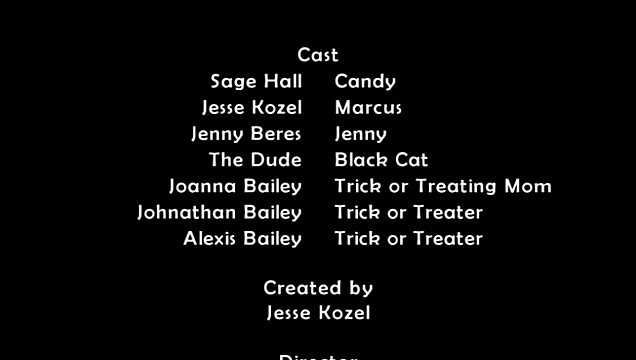 Cast
Sage Hall Candy
Jesse Kozel Marcus
Jenny Beres Jenny
The Dude Black Cat
Joanna Bailey Trick or Treating Mom
Johnathan Bailey Trick or Treater
Alexis Bailey Trick or Treater
Created by
Jesse Kozel
Director